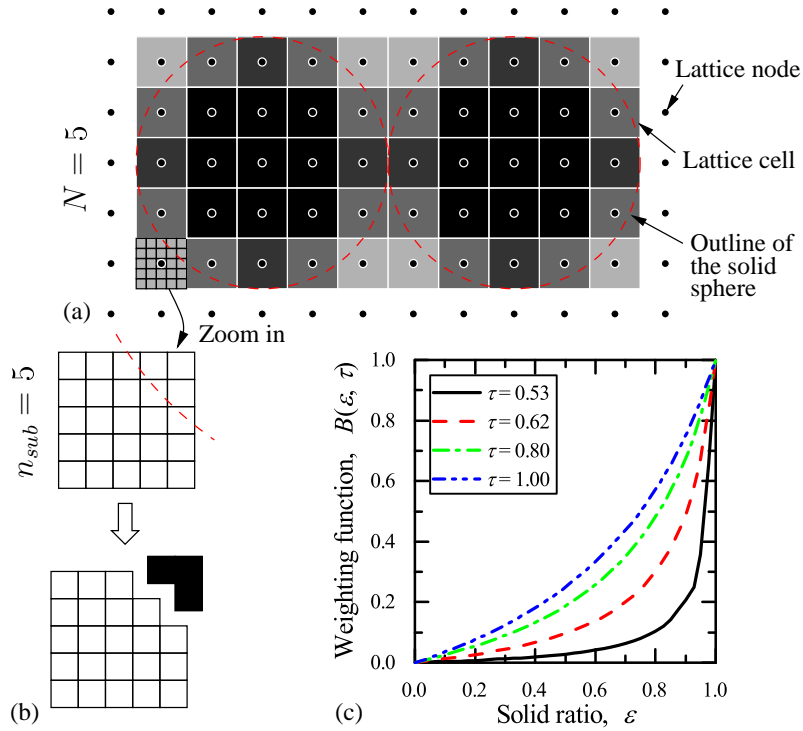 N = 5
Lattice node
Lattice cell
Outline of
the solid
sphere
(a)
Zoom in
n_sub = 5
(b)
1.0
0.8
0.6
0.4
0.2
0.0
Weighting function, B(ε, τ)
τ = 0.53
τ = 0.62
τ = 0.80
τ = 1.00
0.0 0.2 0.4 0.6 0.8 1.0
(c) Solid ratio, ε